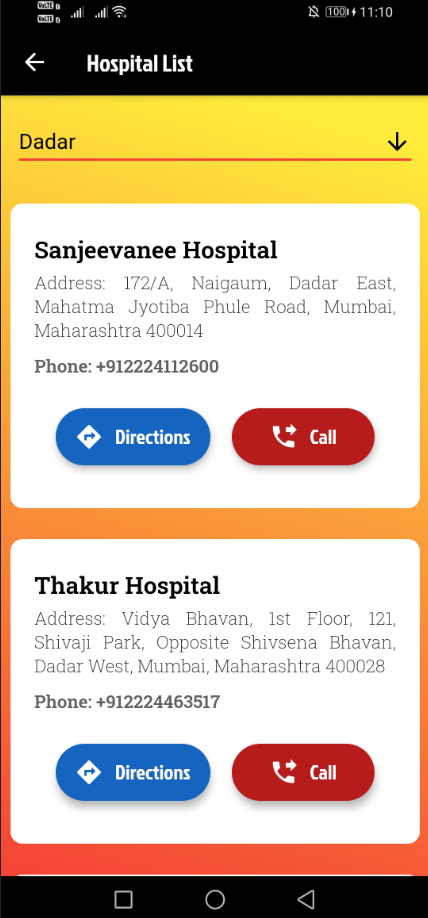 VoLTE
VoLTE
100 11:10
Hospital List
Dadar
Sanjeevanee Hospital
Address: 172/A, Naigaum, Dadar East,
Mahatma Jyotiba Phule Road, Mumbai,
Maharashtra 400014
Phone: +912224112600
Directions Call
Thakur Hospital
Address: Vidya Bhavan, 1st Floor, 121,
Shivaji Park, Opposite Shivsena Bhavan,
Dadar West, Mumbai, Maharashtra 400028
Phone: +912224463517
Directions Call